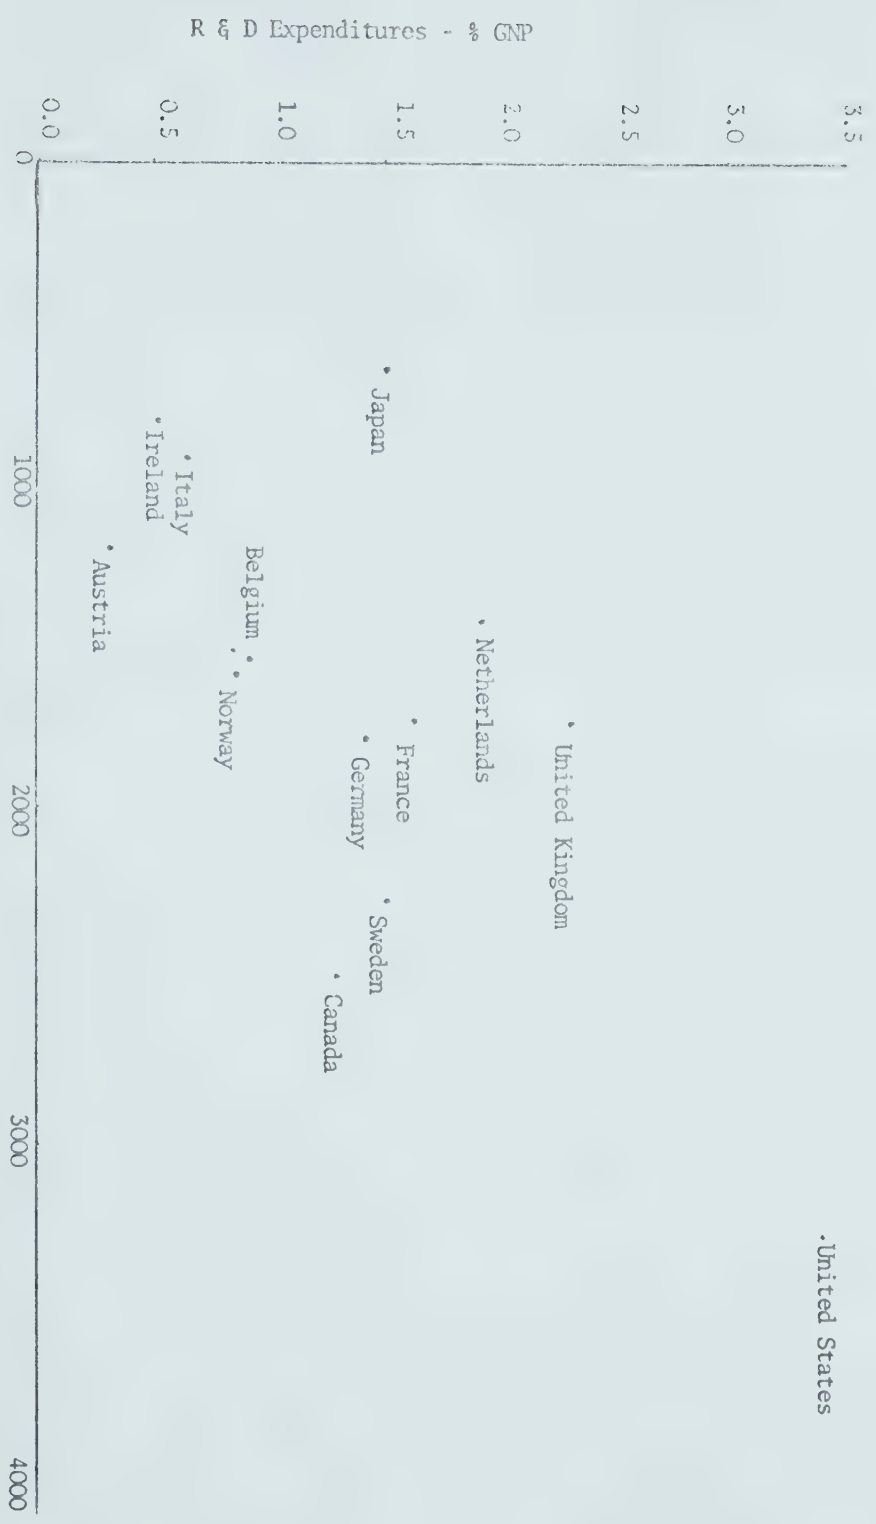 R & D Expenditures - % GNP
3.5
3.0
2.5
2.0
1.5
1.0
0.5
0.0
United States
United Kingdom
Netherlands
France
Japan
Sweden
Germany
Canada
Belgium
Norway
Italy
Ireland
Austria
0
1000
2000
3000
4000